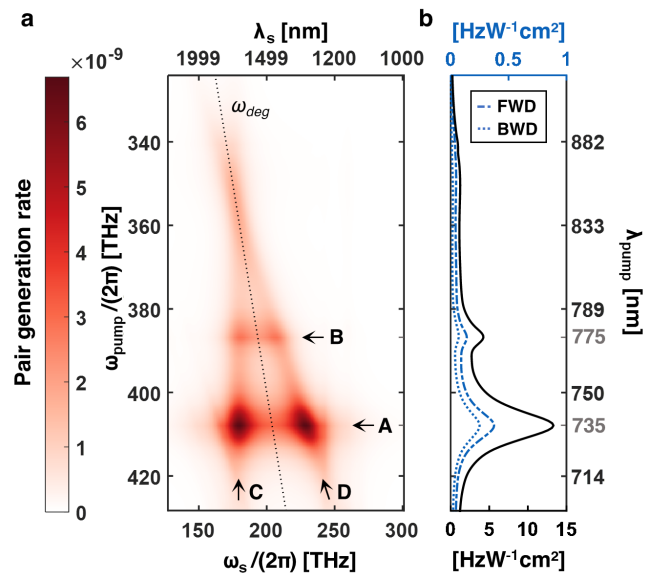 a
b
λs [nm]
1999 1499 1200 1000
×10⁻⁹
Pair generation rate
6
5
4
3
2
1
0
ωpump/(2π) [THz]
340
360
380
400
420
ωdeg
B
A
C
D
150 200 250 300
ωs/(2π) [THz]
[HzW⁻¹cm²]
0 0.5 1
FWD
BWD
882
833
789
775
750
735
714
λpump [nm]
0 5 10 15
[HzW⁻¹cm²]